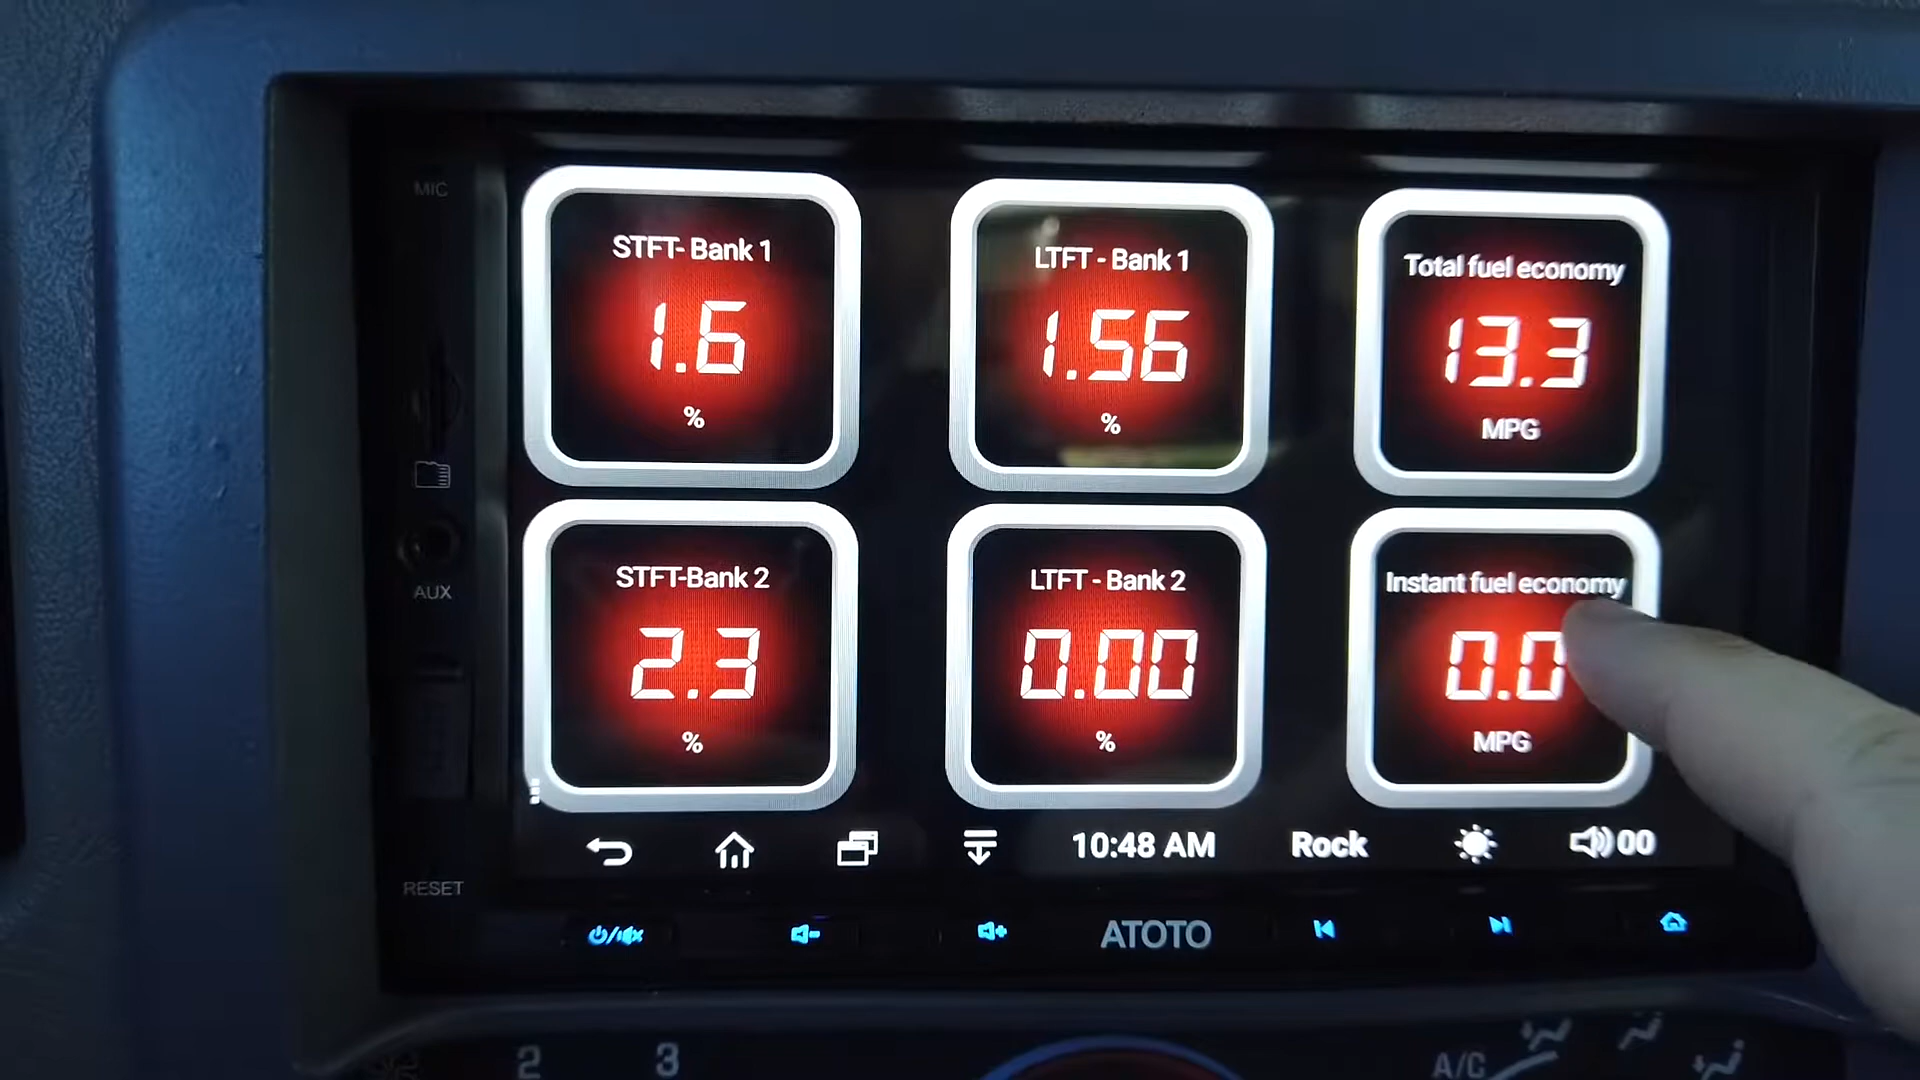 MIC
AUX
RESET
STFT- Bank 1
1.6
%
LTFT - Bank 1
1.56
%
Total fuel economy
13.3
MPG
STFT-Bank 2
2.3
%
LTFT - Bank 2
0.00
%
Instant fuel economy
0.0
MPG
10:48 AM
Rock
00
ATOTO
2
3
A/C